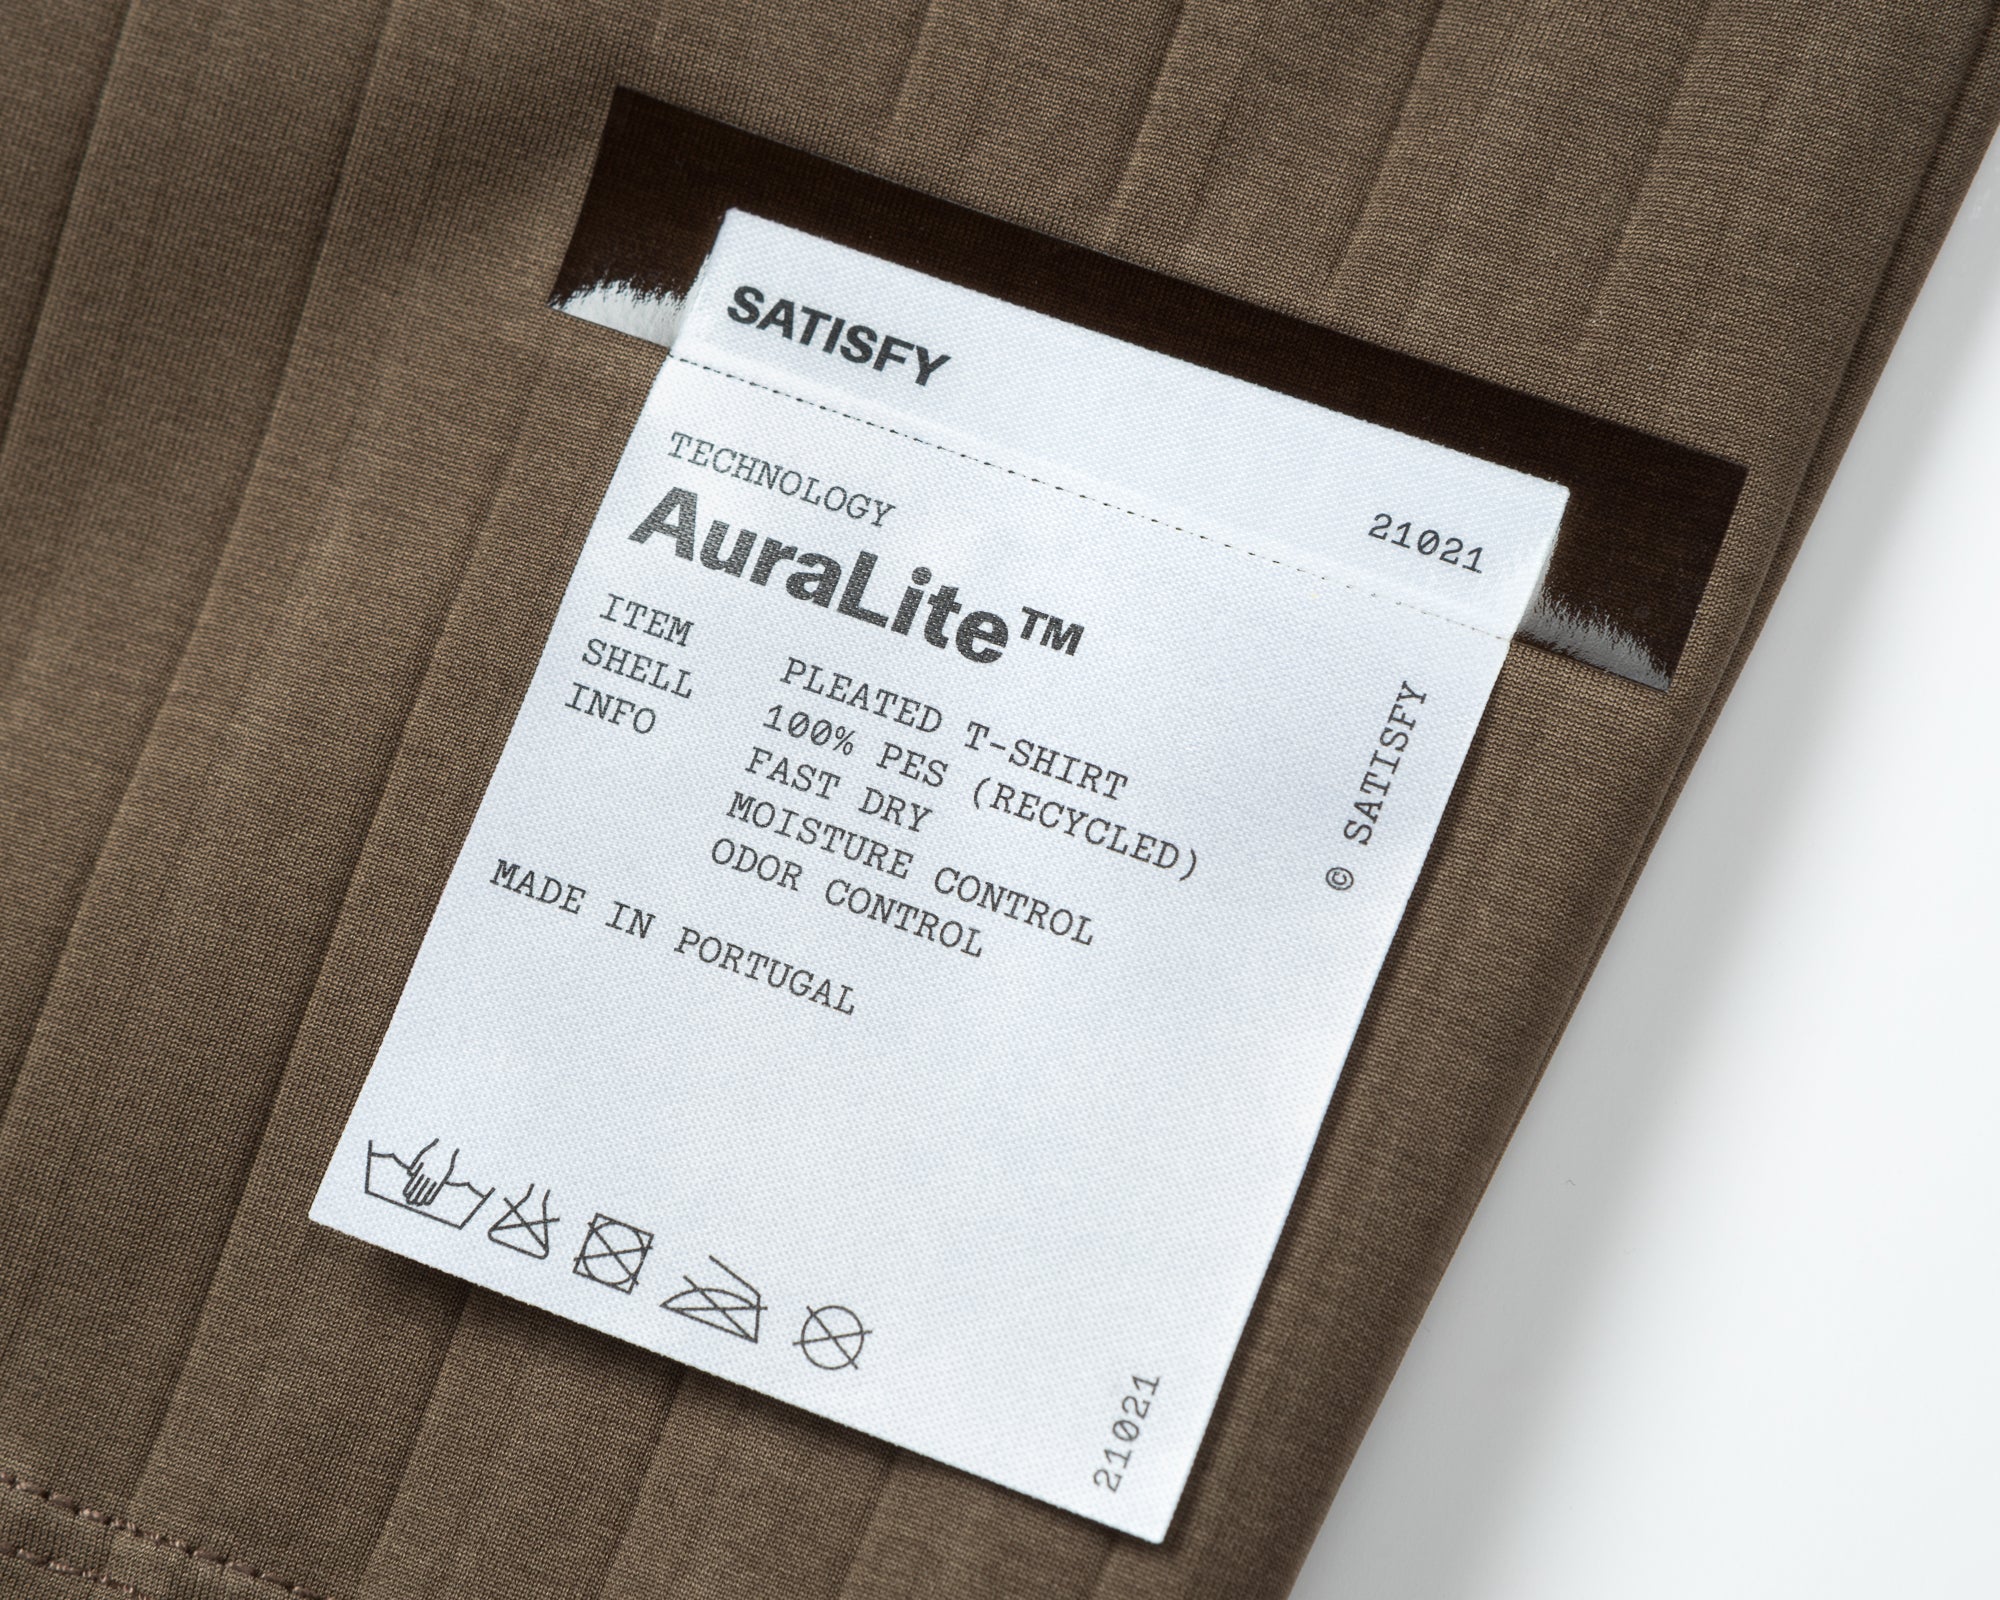 SATISFY
21021
TECHNOLOGY
AuraLite™
ITEM PLEATED T-SHIRT
SHELL 100% PES (RECYCLED)
INFO FAST DRY
MOISTURE CONTROL
ODOR CONTROL
MADE IN PORTUGAL
© SATISFY
21021